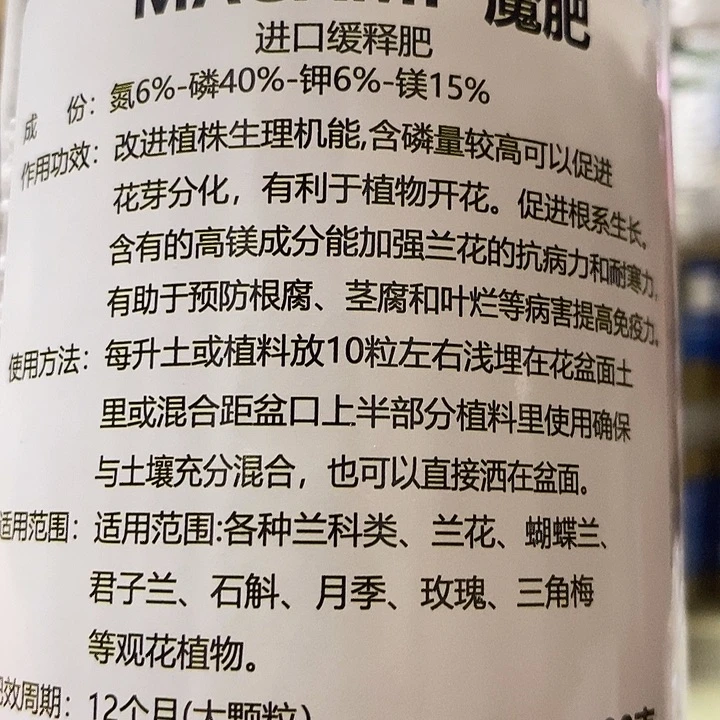 魔肥
进口缓释肥
成 份：氮6%-磷40%-钾6%-镁15%
作用功效：改进植株生理机能,含磷量较高可以促进
花芽分化，有利于植物开花。促进根系生长。
含有的高镁成分能加强兰花的抗病力和耐寒力,
有助于预防根腐、茎腐和叶烂等病害提高免疫力。
使用方法：每升土或植料放10粒左右浅埋在花盆面土
里或混合距盆口上半部分植料里使用确保
与土壤充分混合，也可以直接洒在盆面。
适用范围：适用范围:各种兰科类、兰花、蝴蝶兰、
君子兰、石斛、月季、玫瑰、三角梅
等观花植物。
肥效周期：12个月(大颗粒)